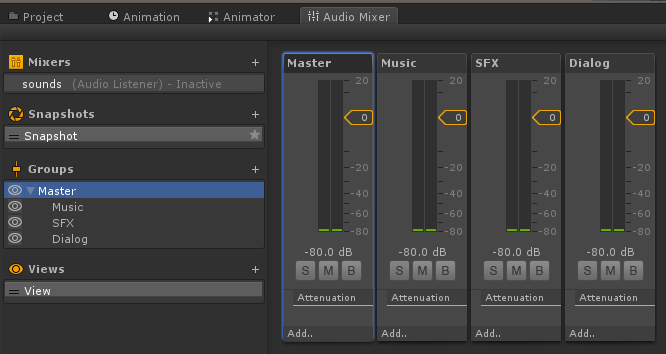 Project Animation Animator Audio Mixer
Mixers +
sounds (Audio Listener) - Inactive
Snapshots +
Snapshot
Groups +
Master
Music
SFX
Dialog
Views +
View
Master
20
0
-20
-40
-60
-80
-80.0 dB
S M B
Attenuation
Add..
Music
20
0
-20
-40
-60
-80
-80.0 dB
S M B
Attenuation
Add..
SFX
20
0
-20
-40
-60
-80
-80.0 dB
S M B
Attenuation
Add..
Dialog
20
0
-20
-40
-60
-80
-80.0 dB
S M B
Attenuation
Add..